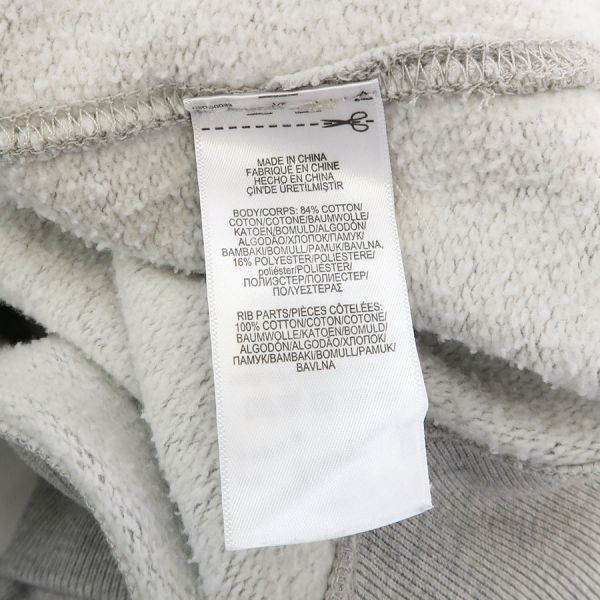 MADE IN CHINA
FABRIQUÉ EN CHINE
HECHO EN CHINA
ÇİN'DE ÜRETİLMİŞTİR
BODY/CORPS: 84% COTTON/
COTON/COTONE/BAUMWOLLE/
KATOEN/BOMULD/ALGODÓN/
ALGODÃO/ХЛОПОК/ПАМУК/
BAMBAKI/BOMULL/PAMUK/BAVLNA,
16% POLYESTER/POLIESTERE/
poliéster/POLIÉSTER/
ПОЛИЭСТЕР/ПОЛИЕСТЕР/
ΠΟΛΥΕΣΤΕΡΑΣ
RIB PARTS/PIÈCES CÔTELÉES:
100% COTTON/COTON/COTONE/
BAUMWOLLE/KATOEN/BOMULD/
ALGODÓN/ALGODÃO/ХЛОПОК/
ПАМУК/BAMBAKI/BOMULL/PAMUK/
BAVLNA